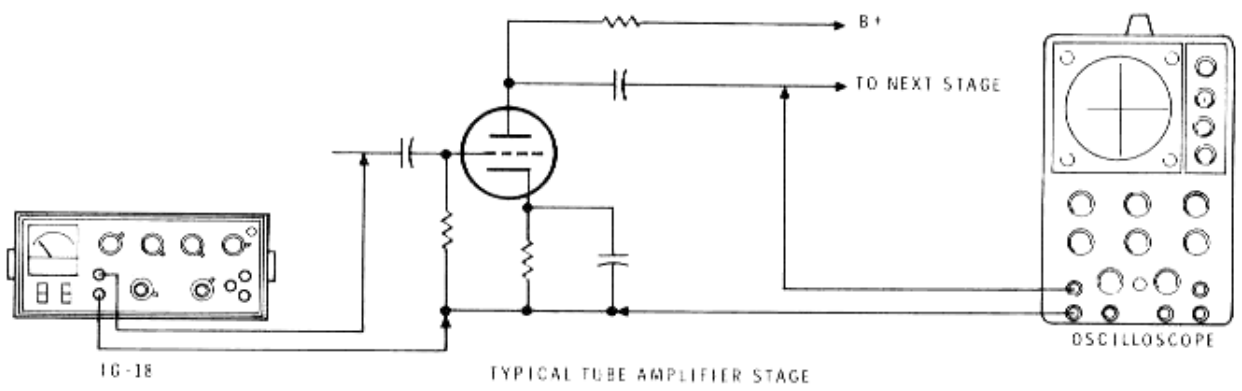 B+
TO NEXT STAGE
OSCILLOSCOPE
IG-18
TYPICAL TUBE AMPLIFIER STAGE